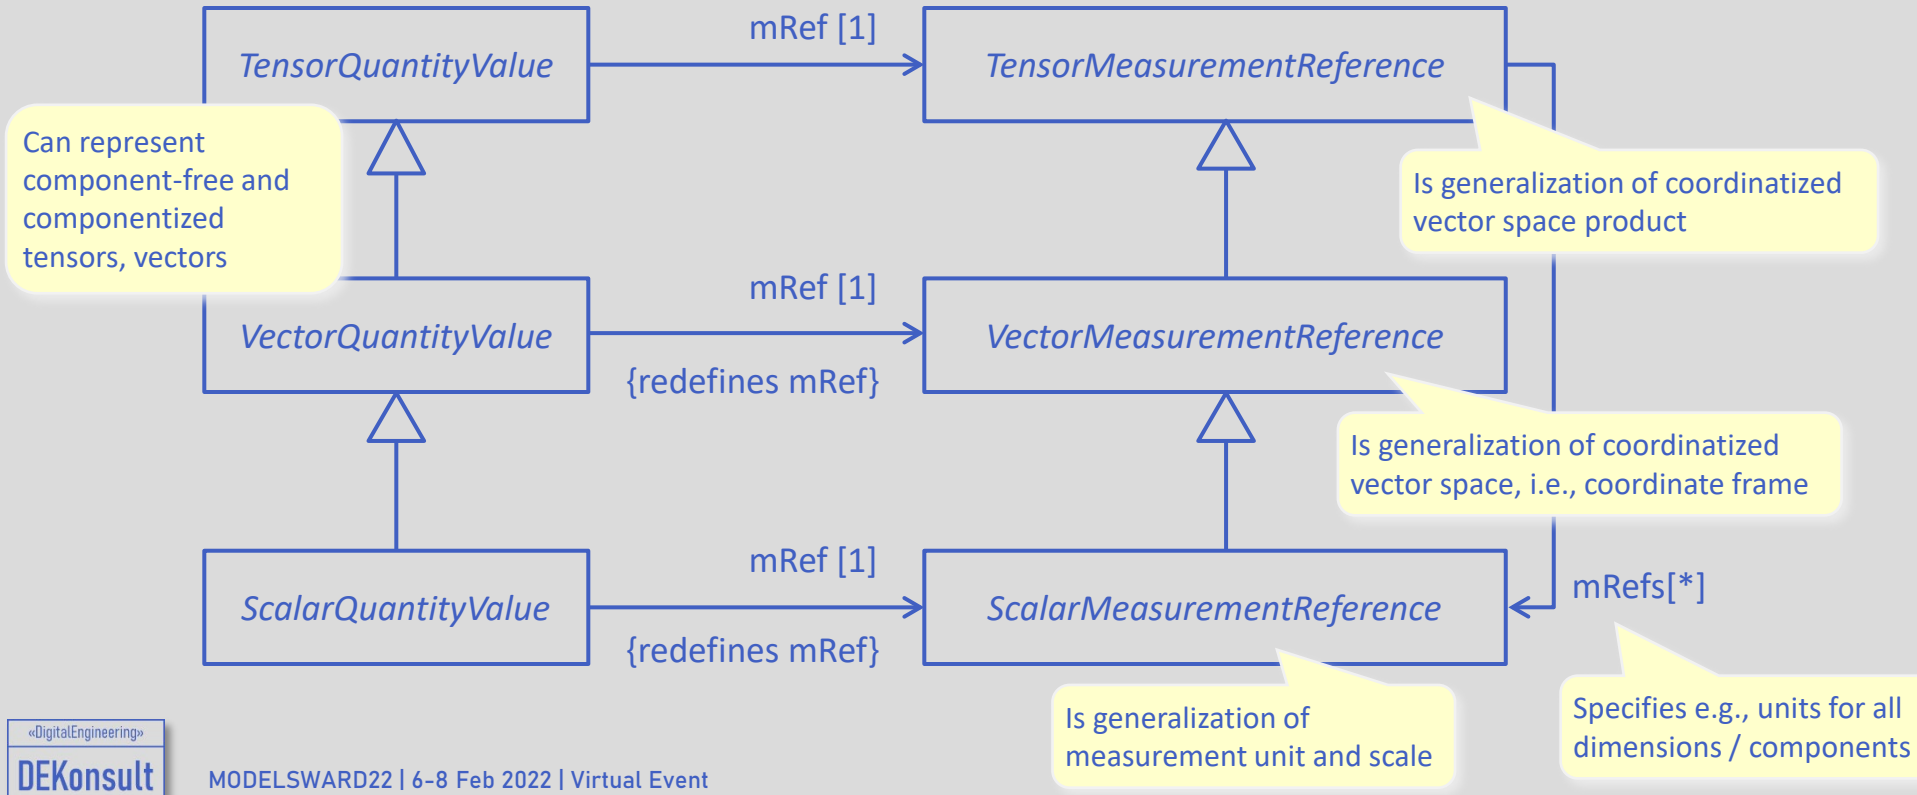 mRef [1]
TensorQuantityValue
TensorMeasurementReference
Can represent
component-free and
componentized
tensors, vectors
Is generalization of coordinatized
vector space product
mRef [1]
VectorQuantityValue
VectorMeasurementReference
{redefines mRef}
Is generalization of coordinatized
vector space, i.e., coordinate frame
mRef [1]
ScalarQuantityValue
ScalarMeasurementReference
mRefs[*]
{redefines mRef}
Is generalization of
measurement unit and scale
Specifies e.g., units for all
dimensions / components
«DigitalEngineering»
DEKonsult
MODELSWARD22 | 6-8 Feb 2022 | Virtual Event